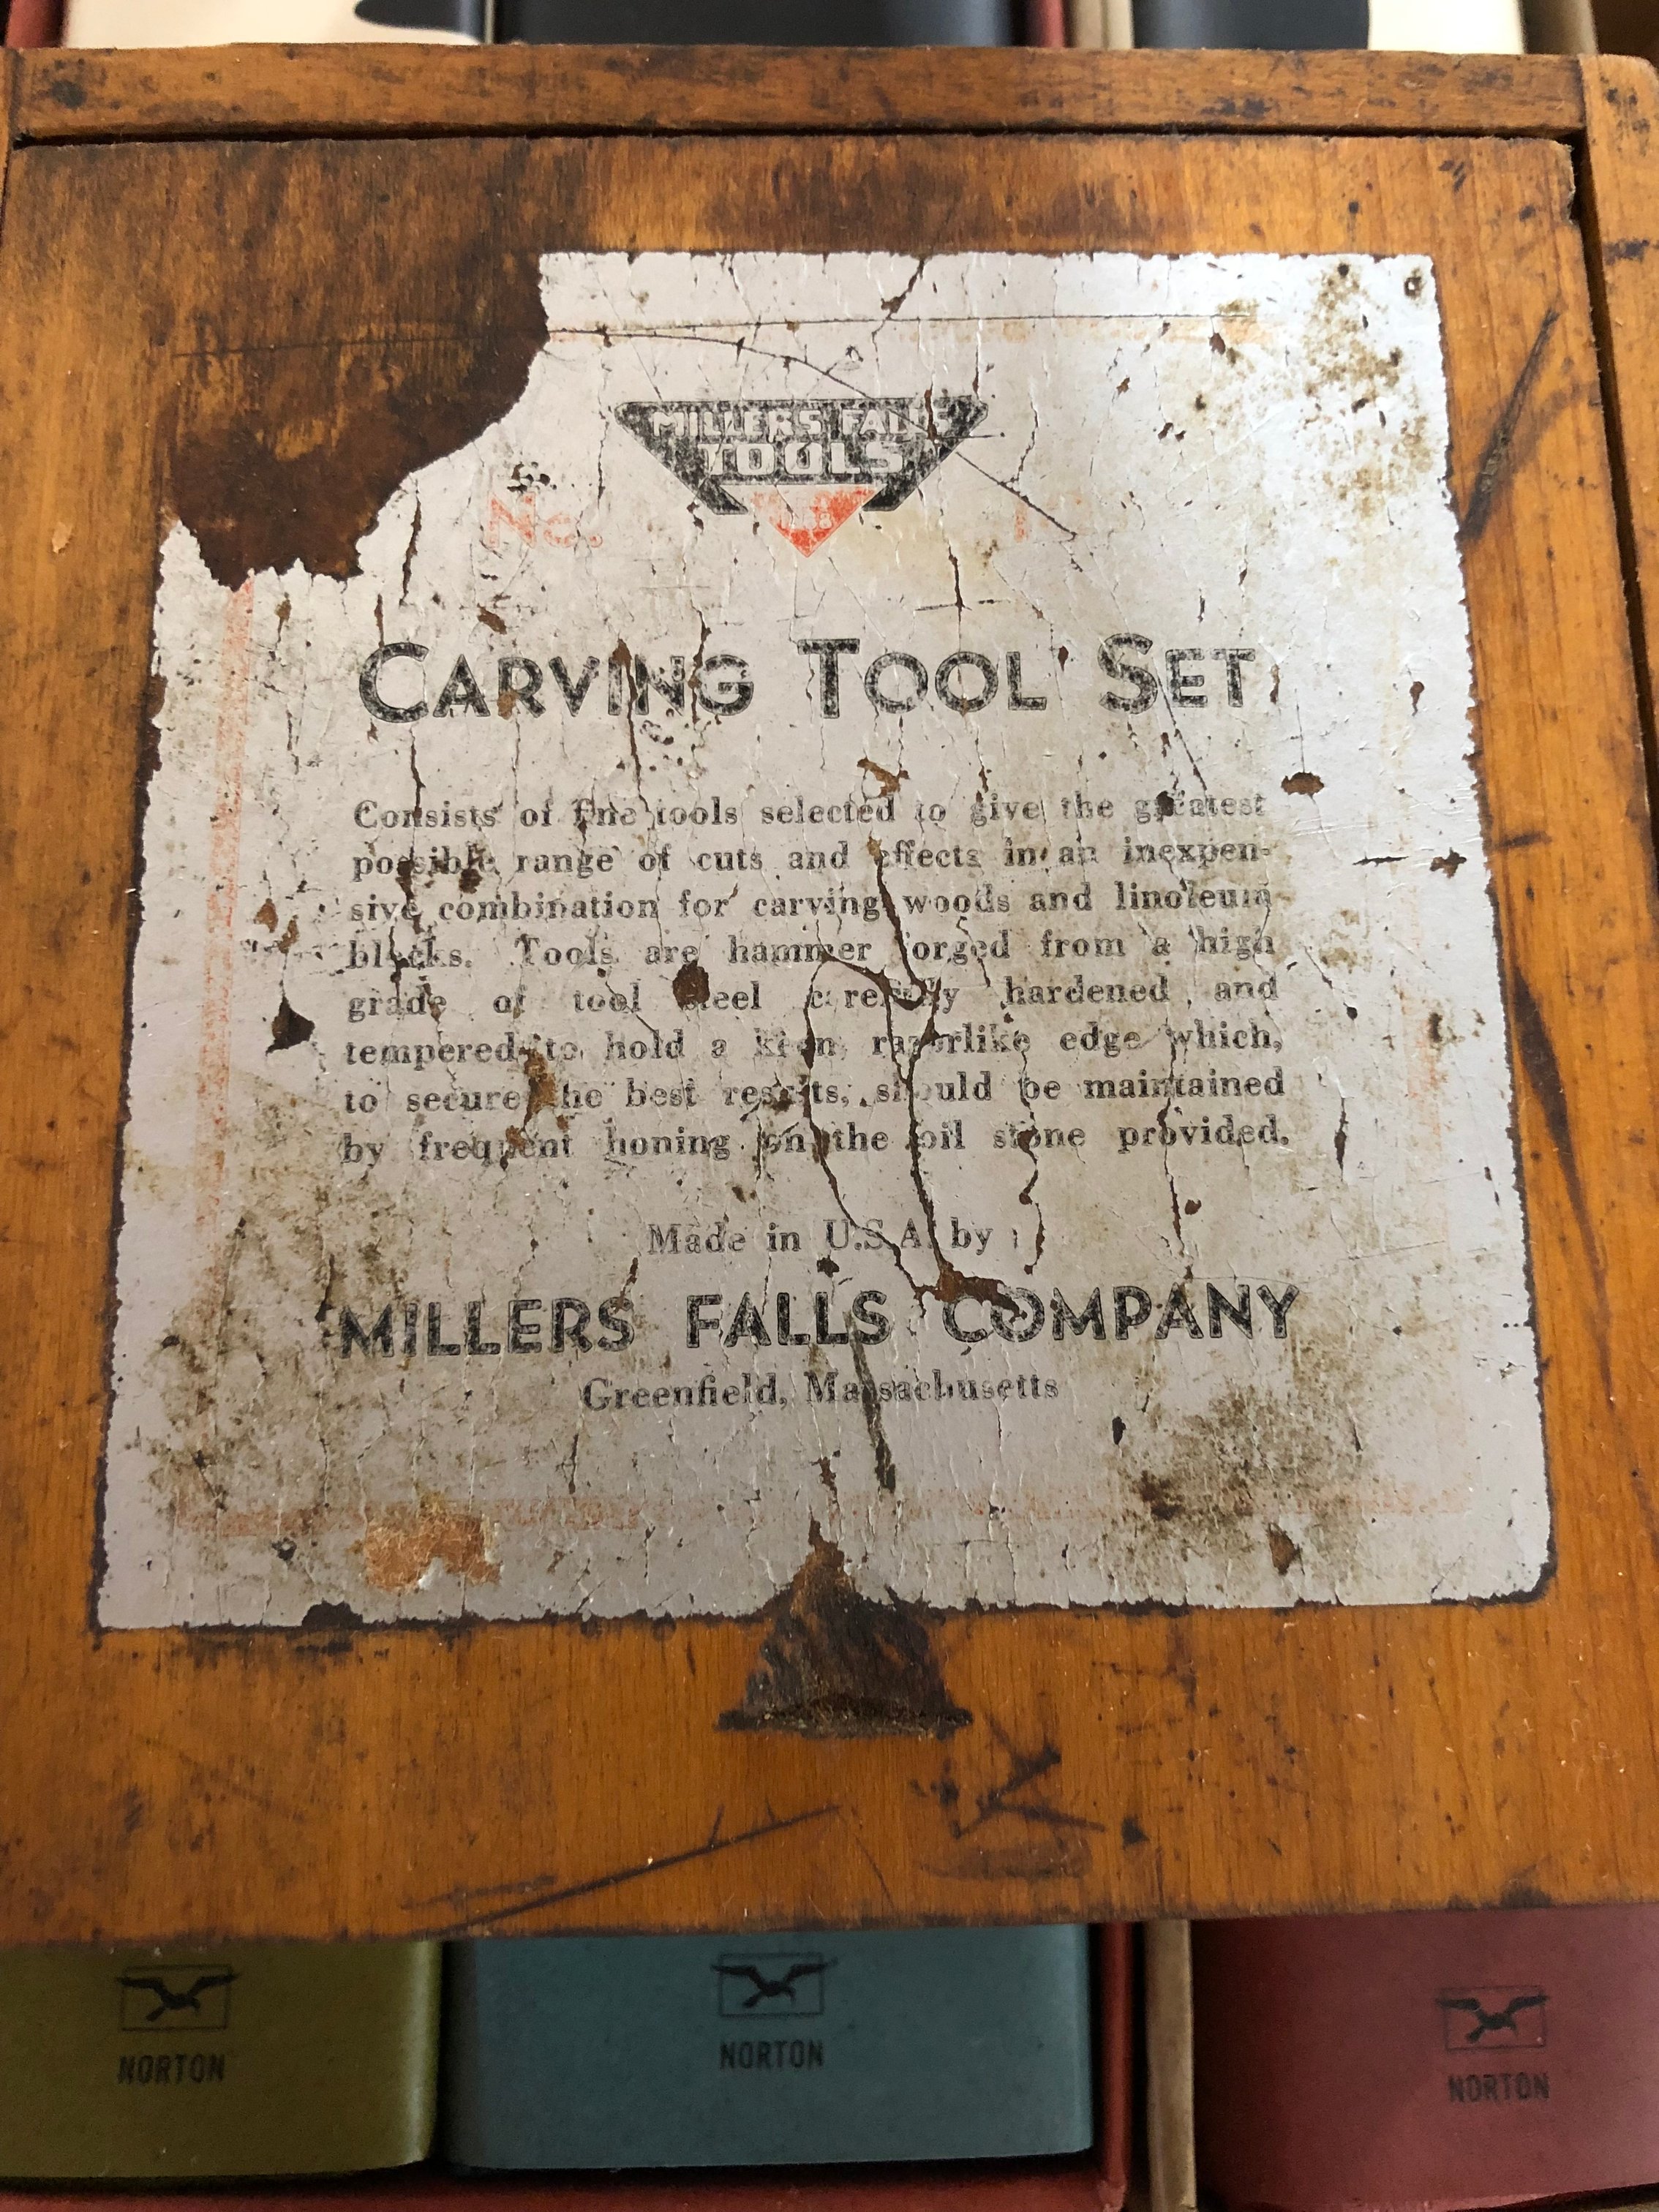 MILLERS FALLS
TOOLS
No.
CARVING TOOL SET
Consists of fine tools selected to give the greatest
possible range of cuts and effects in an inexpen-
sive combination for carving woods and linoleum
blocks. Tools are hammer forged from a high
grade of tool steel carefully hardened and
tempered to hold a keen, razorlike edge which,
to secure the best results, should be maintained
by frequent honing on the oil stone provided.
Made in U.S.A. by
MILLERS FALLS COMPANY
Greenfield, Massachusetts
NORTON
NORTON
NORTON